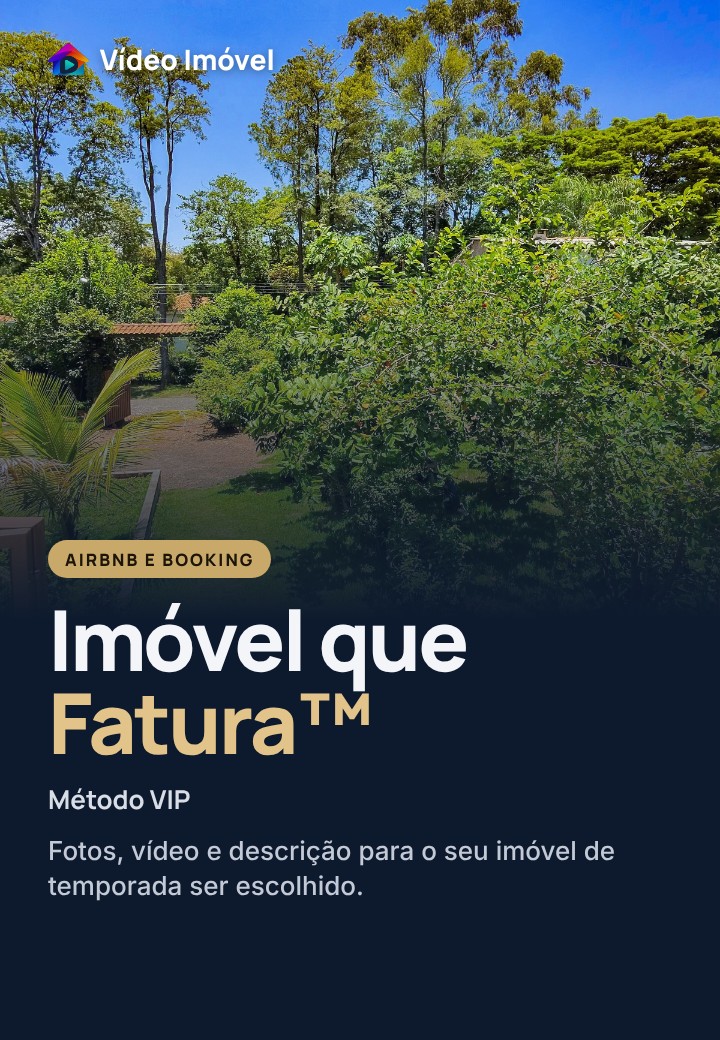 Vídeo Imóvel
AIRBNB E BOOKING
Imóvel que
Fatura™
Método VIP
Fotos, vídeo e descrição para o seu imóvel de
temporada ser escolhido.